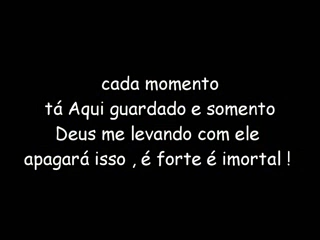 cada momento
tá Aqui guardado e somento
Deus me levando com ele
apagará isso , é forte é imortal !